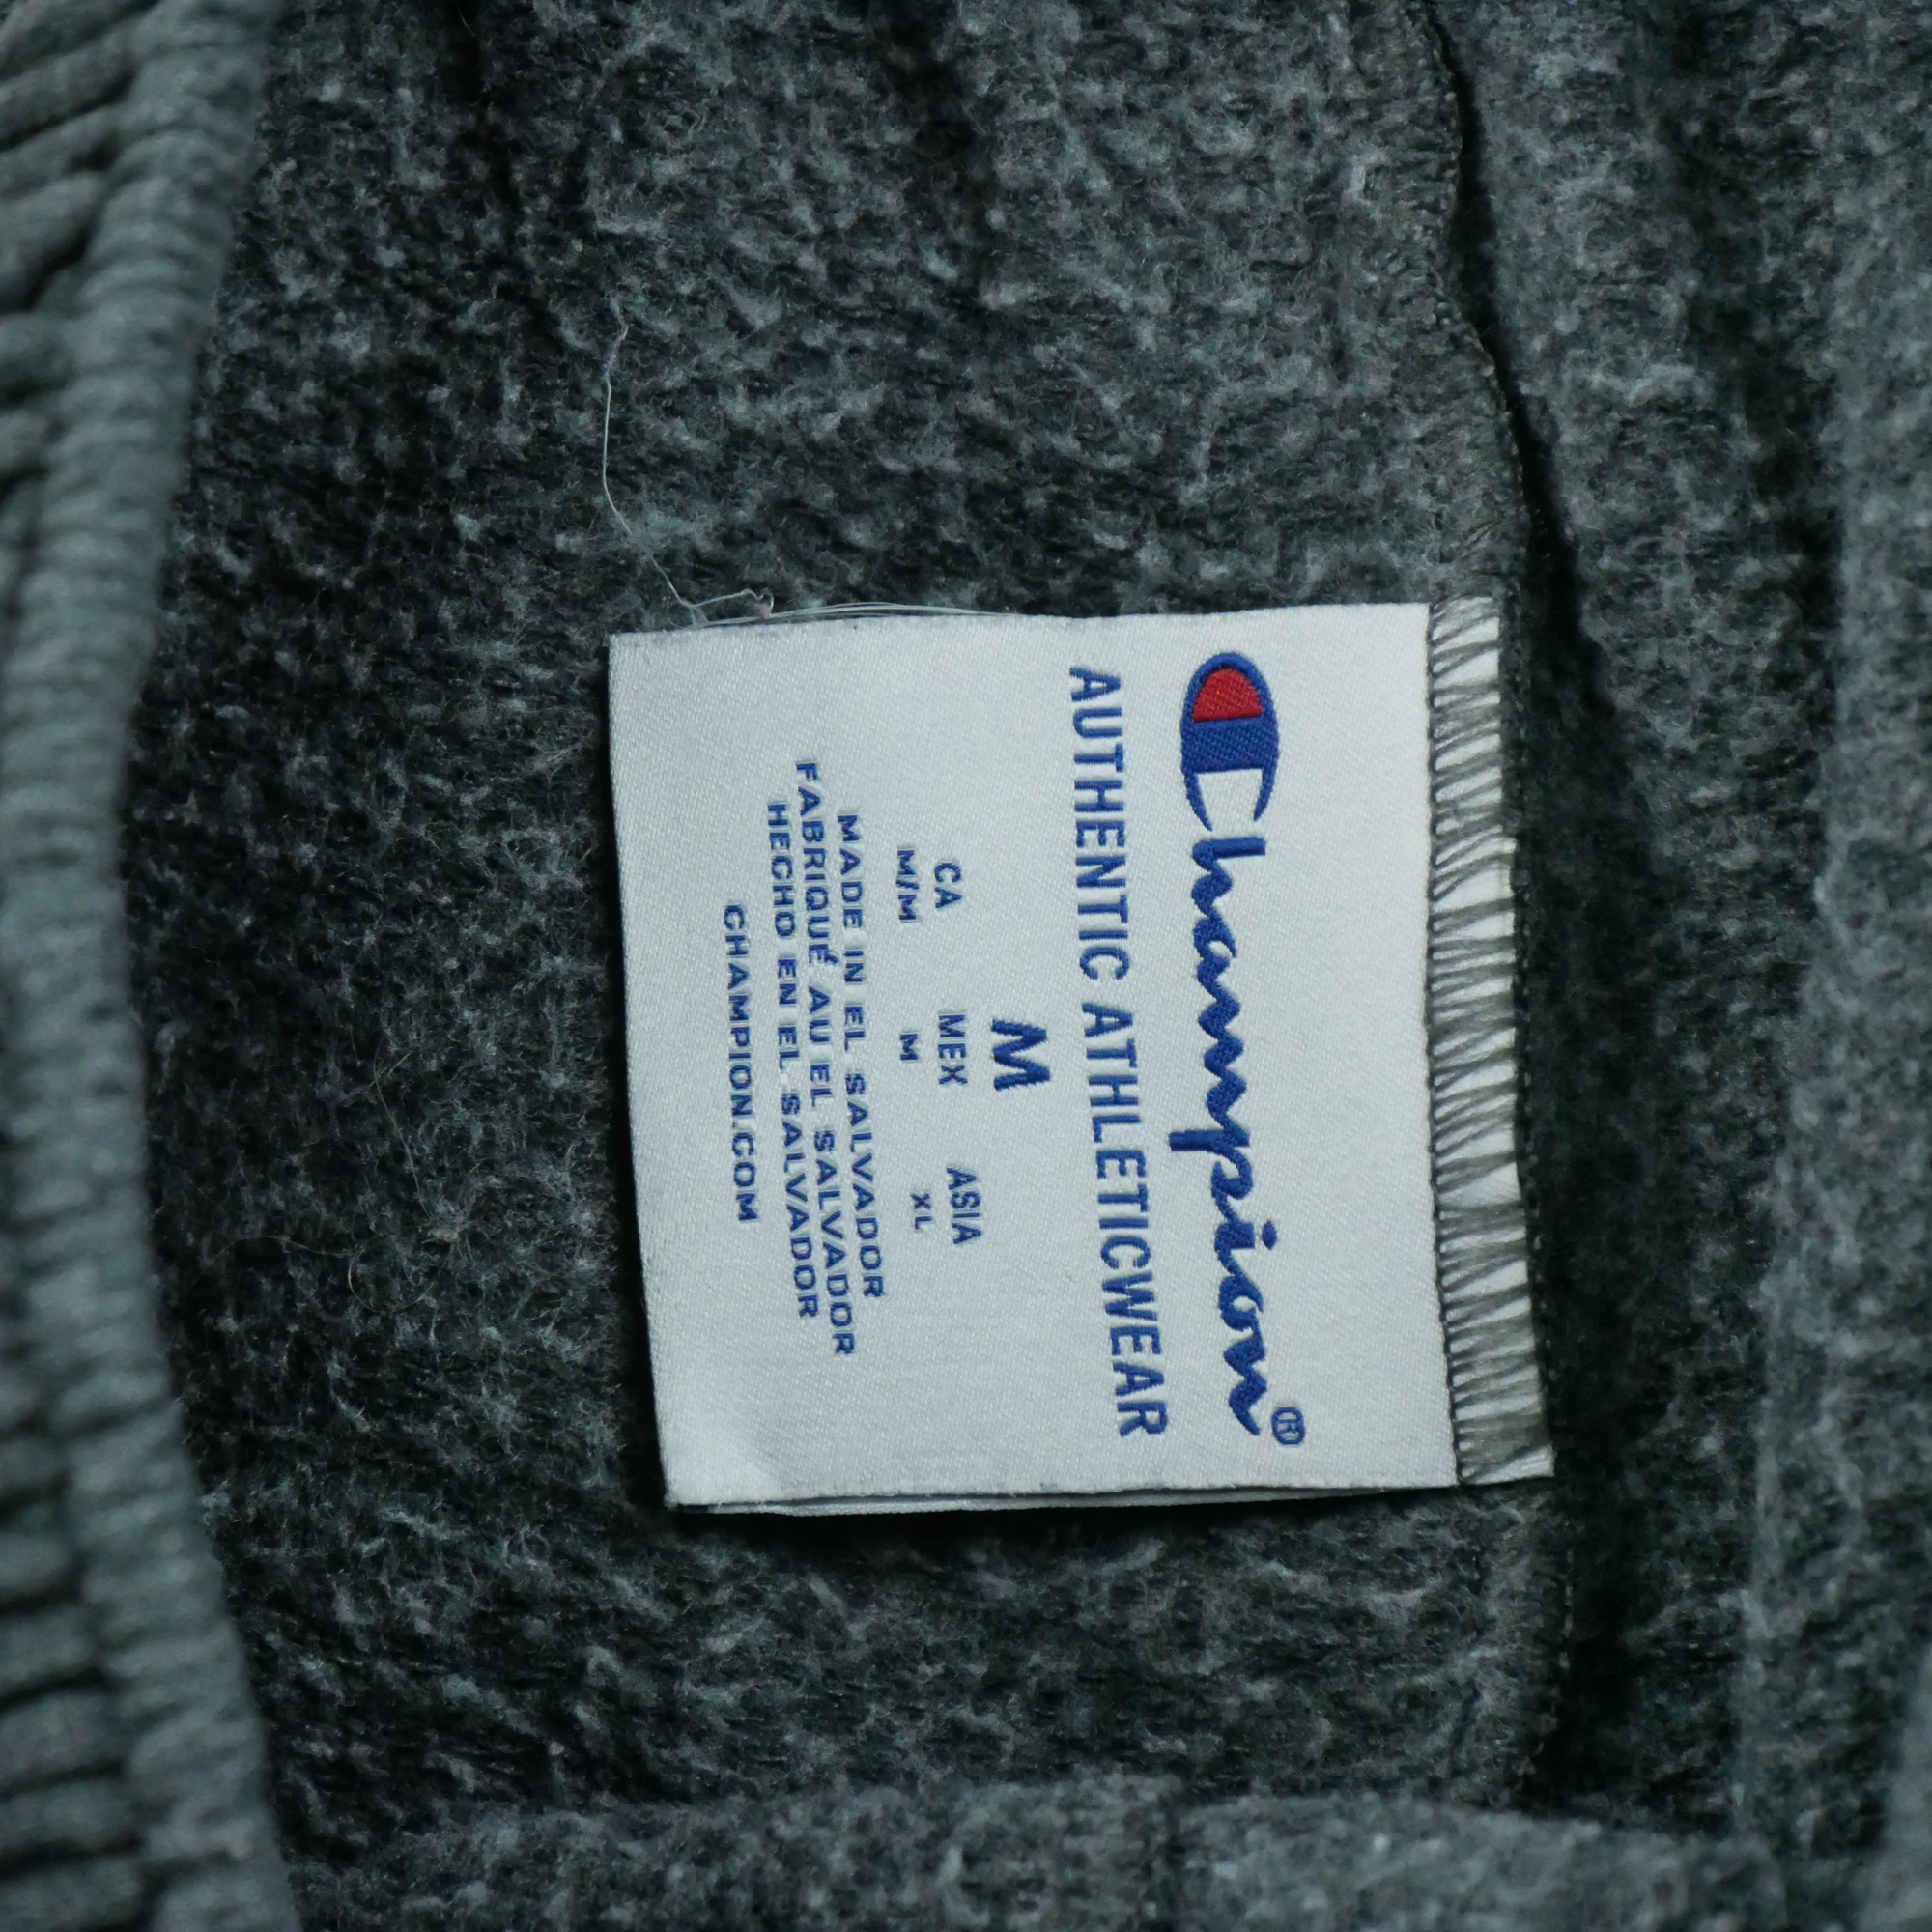 Champion®
AUTHENTIC ATHLETICWEAR
M
CA MEX ASIA
M/M M XL
MADE IN EL SALVADOR
FABRIQUÉ AU EL SALVADOR
HECHO EN EL SALVADOR
CHAMPION.COM